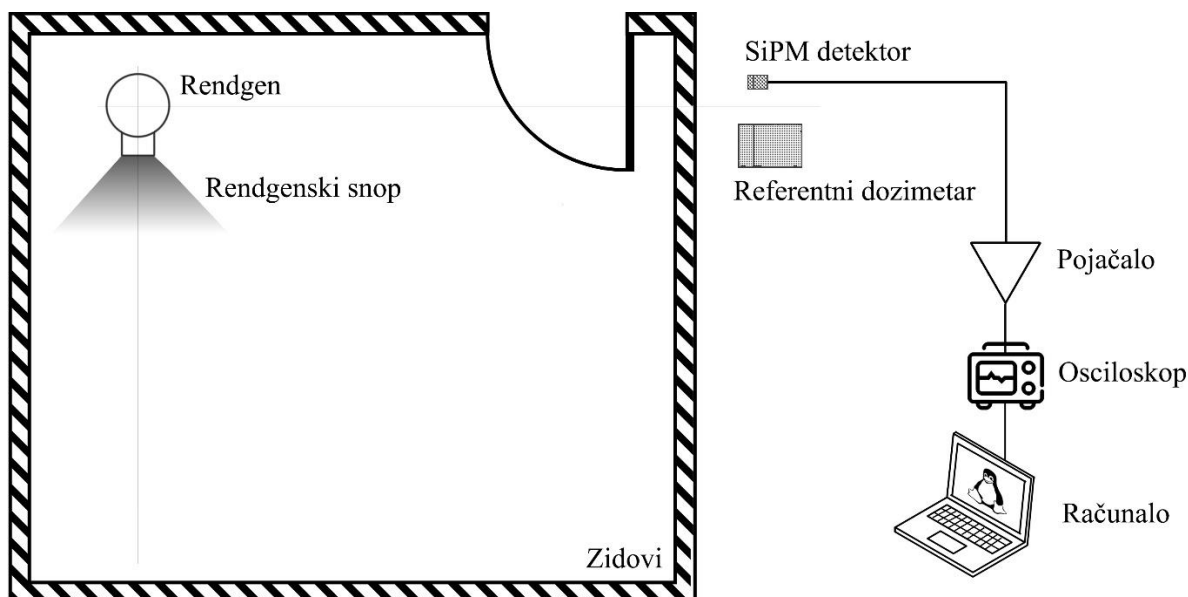 SiPM detektor
Rendgen
Rendgenski snop
Referentni dozimetar
Pojačalo
Osciloskop
Računalo
Zidovi